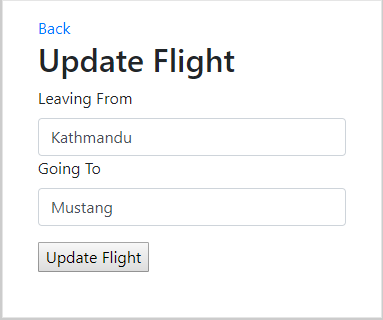 Back
Update Flight
Leaving From
Kathmandu
Going To
Mustang
Update Flight